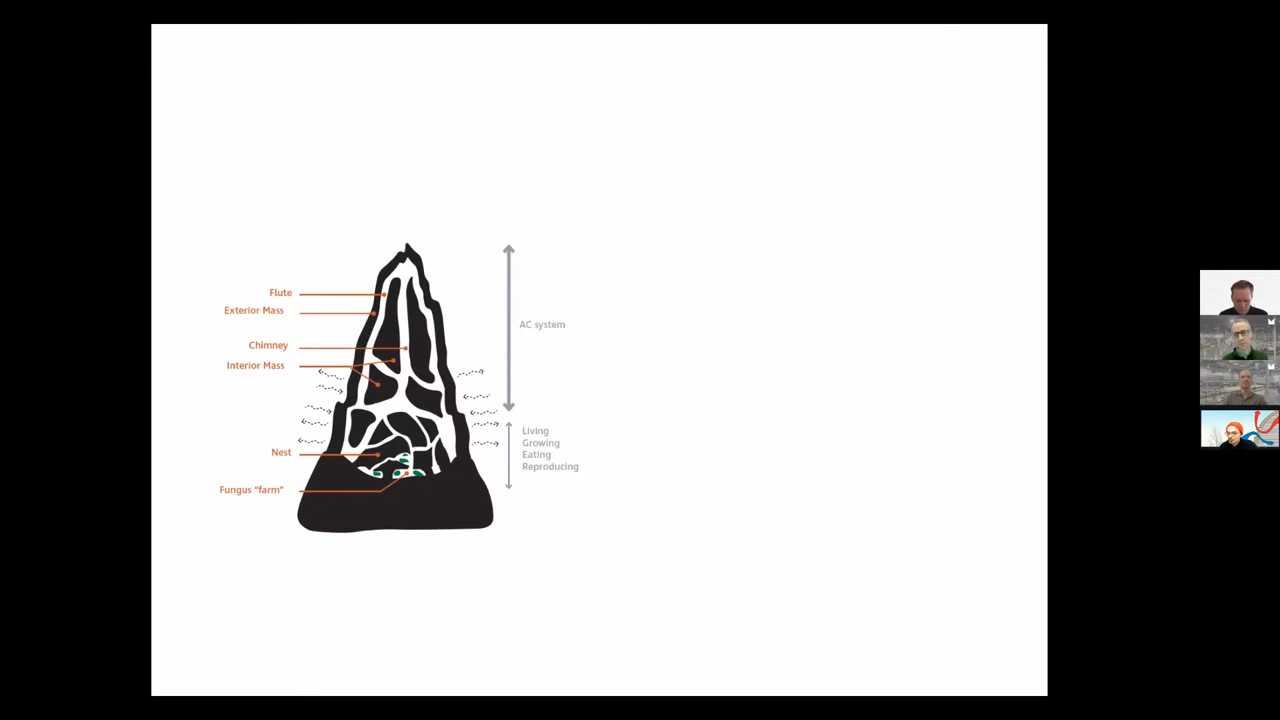 Flute
Exterior Mass
Chimney
Interior Mass
AC system
Living
Growing
Eating
Reproducing
Nest
Fungus "farm"